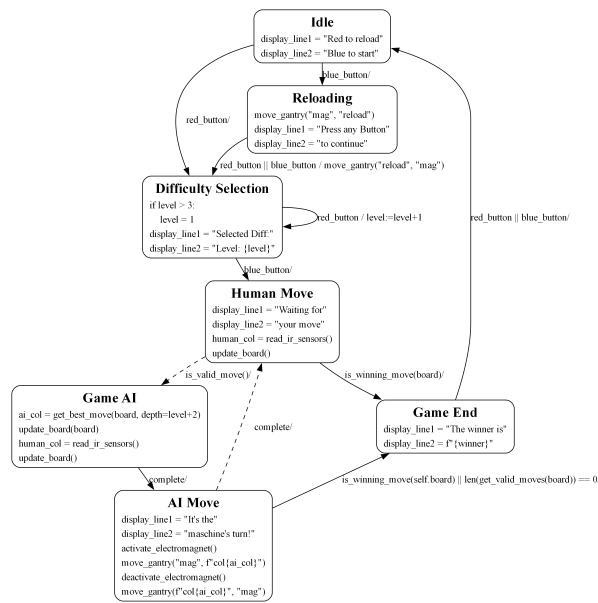 Idle
display_line1 = "Red to reload"
display_line2 = "Blue to start"
blue_button/
Reloading
move_gantry("mag", "reload")
display_line1 = "Press any Button"
display_line2 = "to continue"
red_button/
red_button || blue_button / move_gantry("reload", "mag")
Difficulty Selection
if level > 3:
level = 1
display_line1 = "Selected Diff:"
display_line2 = "Level: {level}"
red_button / level:=level+1
red_button || blue_button/
blue_button/
Human Move
display_line1 = "Waiting for"
display_line2 = "your move"
human_col = read_ir_sensors()
update_board()
is_valid_move()/
is_winning_move(board)/
Game AI
ai_col = get_best_move(board, depth=level+2)
update_board(board)
human_col = read_ir_sensors()
update_board()
complete/
Game End
display_line1 = "The winner is"
display_line2 = f"{winner}"
complete/
is_winning_move(self.board) || len(get_valid_moves(board)) == 0.
AI Move
display_line1 = "It's the"
display_line2 = "maschine's turn!"
activate_electromagnet()
move_gantry("mag", f"col{ai_col}")
deactivate_electromagnet()
move_gantry(f"col{ai_col}", "mag")